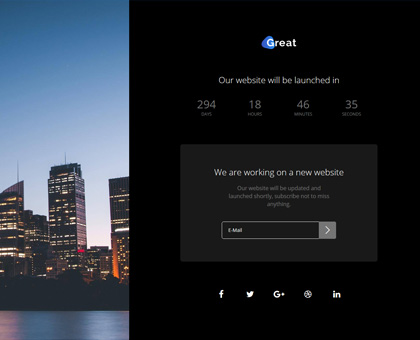 Great
Our website will be launched in
294 18 46 35
DAYS HOURS MINUTES SECONDS
We are working on a new website
Our website will be updated and
launched shortly, subscribe not to miss
anything.
E-Mail